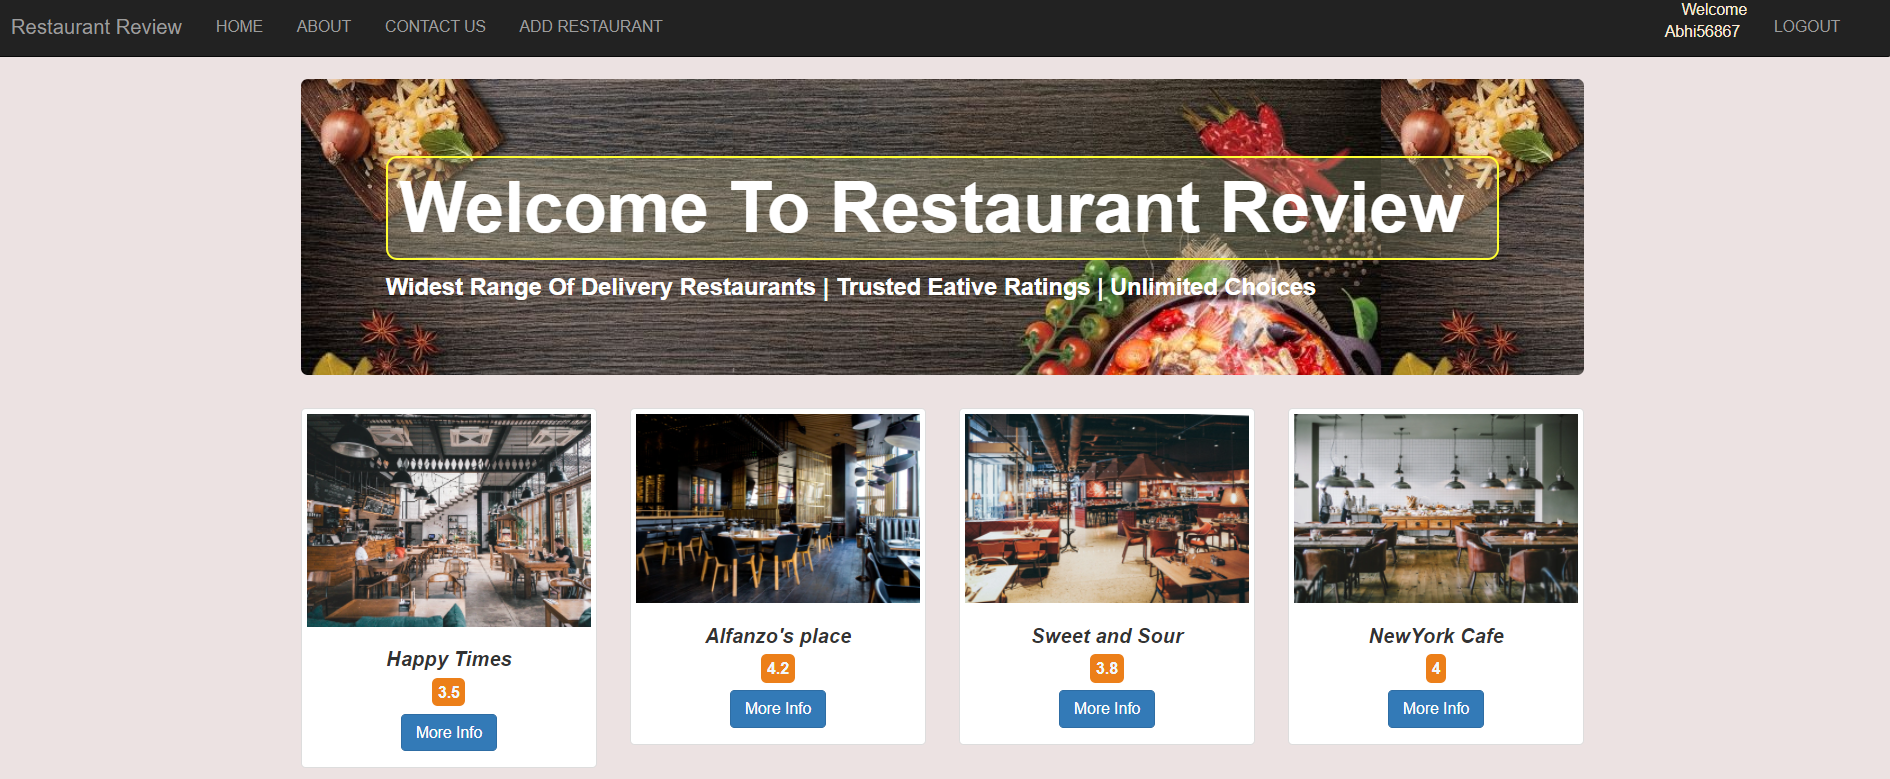 Restaurant Review HOME ABOUT CONTACT US ADD RESTAURANT Welcome Abhi56867 LOGOUT
Welcome To Restaurant Review
Widest Range Of Delivery Restaurants | Trusted Eative Ratings | Unlimited Choices
Happy Times
3.5
More Info
Alfanzo's place
4.2
More Info
Sweet and Sour
3.8
More Info
NewYork Cafe
4
More Info